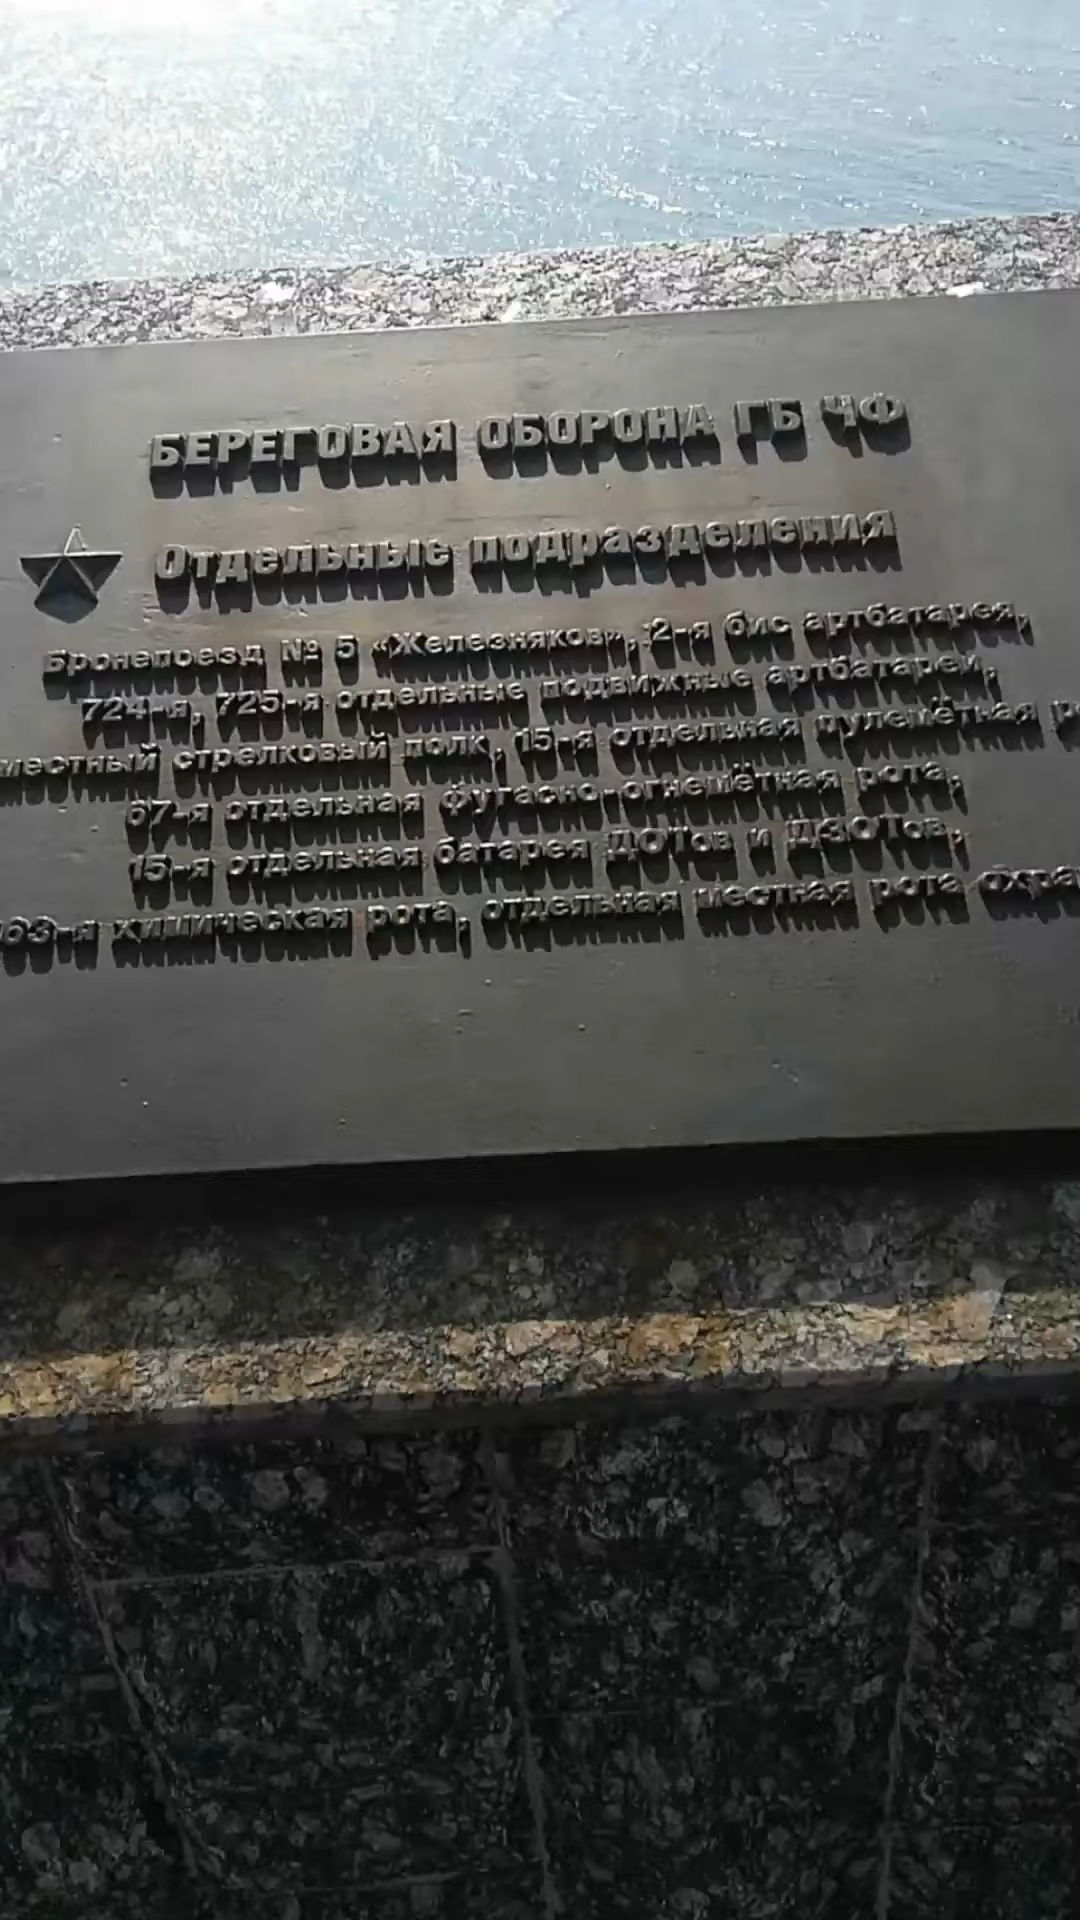 БЕРЕГОВАЯ ОБОРОНА ГБ ЧФ
Отдельные подразделения
Бронепоезд № 5 «Железняков», 2-я бис артбатарея,
724-я, 725-я отдельные подвижные артбатареи,
местный стрелковый полк, 15-я отдельная пулемётная
67-я отдельная фугасно-огнемётная рота,
15-я отдельная батарея ДОТов и ДЗОТов,
химическая рота, отдельная местная рота